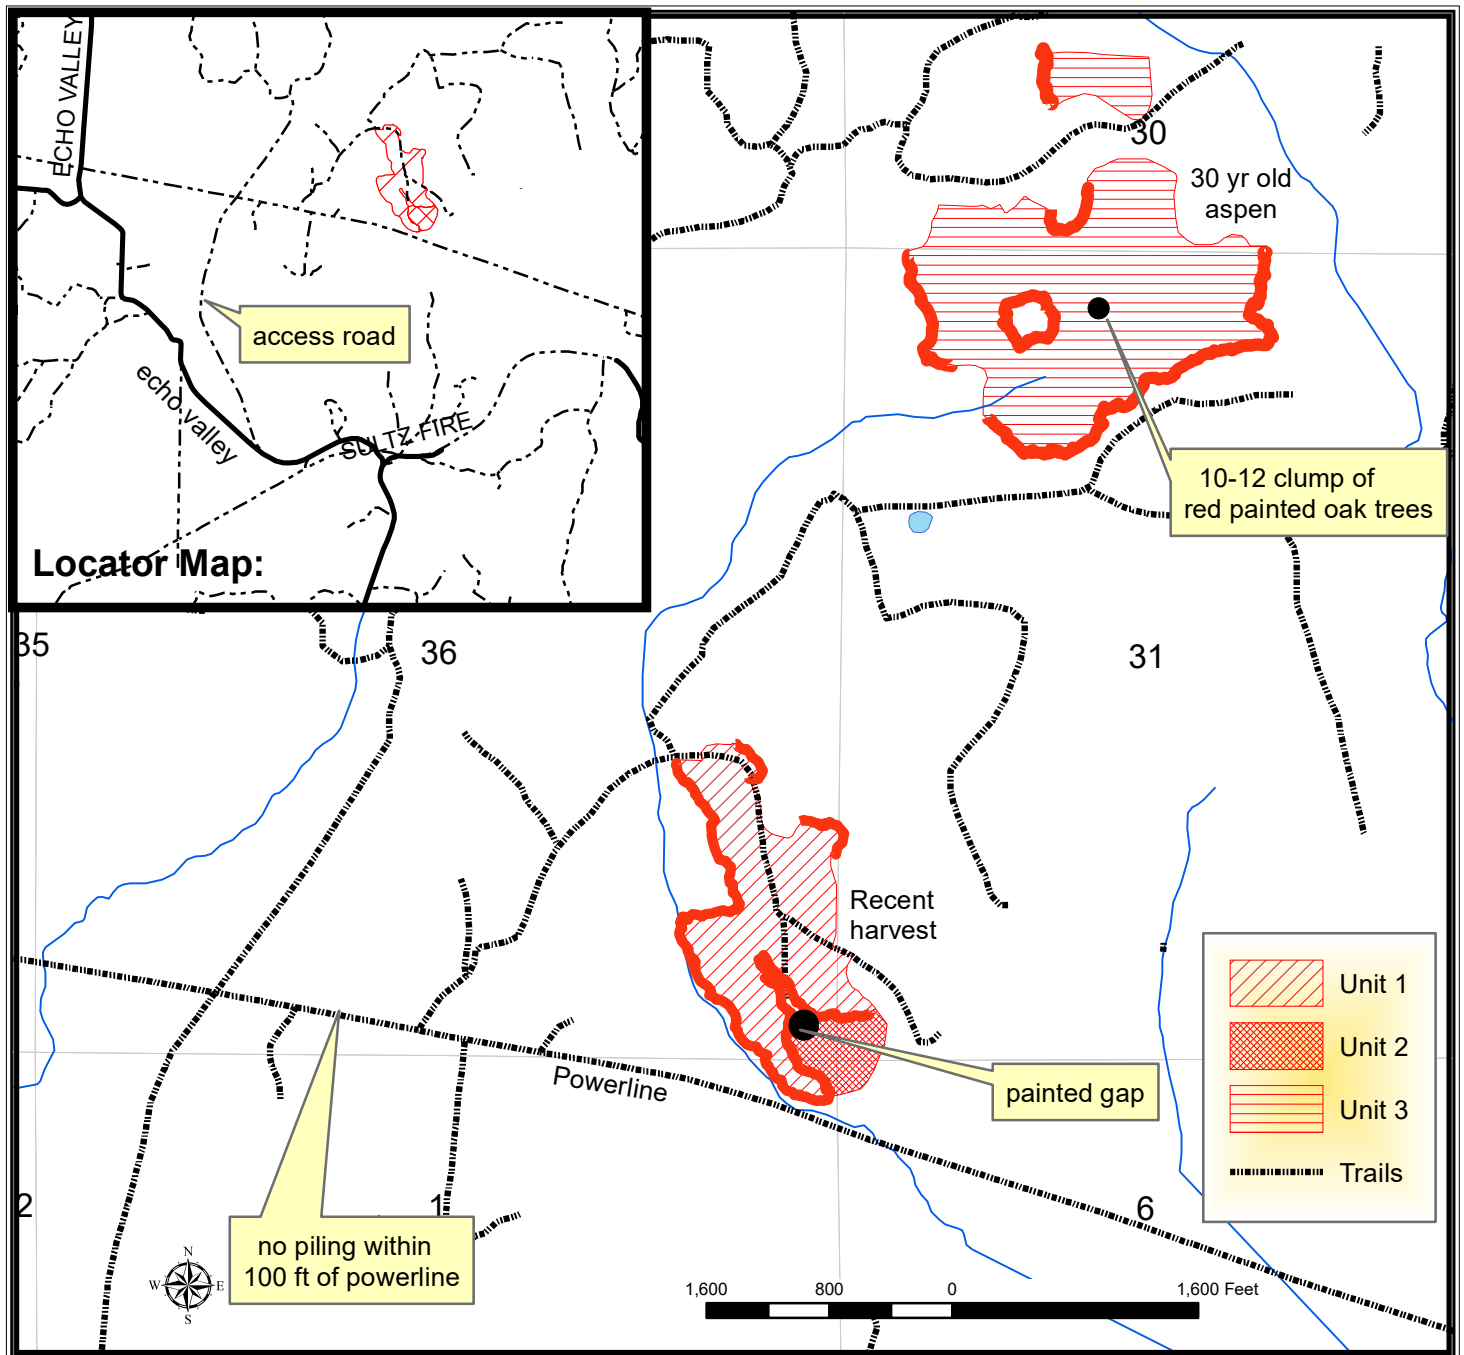 ECHO VALLEY
access road
echo valley
SULTZ FIRE
Locator Map:
30
30 yr old
aspen
10-12 clump of
red painted oak trees
35
36
31
Recent
harvest
Unit 1
Unit 2
Unit 3
Trails
Powerline
painted gap
2
1
6
no piling within
100 ft of powerline
N
W
E
S
1,600
800
0
1,600 Feet